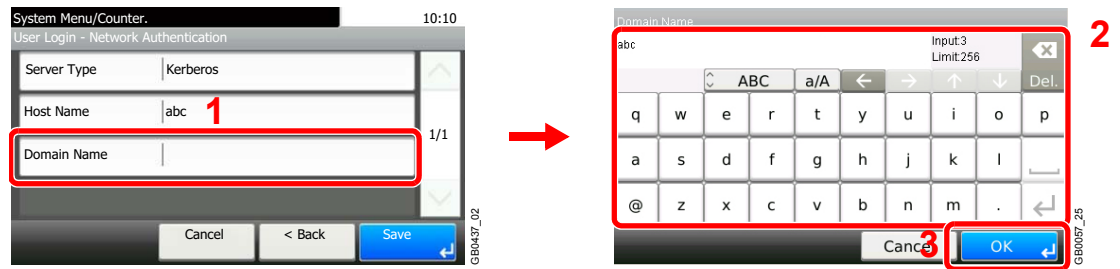 System Menu/Counter. 10:10
User Login - Network Authentication
Server Type Kerberos
Host Name abc 1
1/1
Domain Name
Cancel < Back Save
GB0437_02
Domain Name
2
abc Input:3
Limit:256
ABC a/A ← → ↑ ↓ Del.
q w e r t y u i o p
a s d f g h j k l
@ z x c v b n m .
Cancel 3 OK
GB0057_25